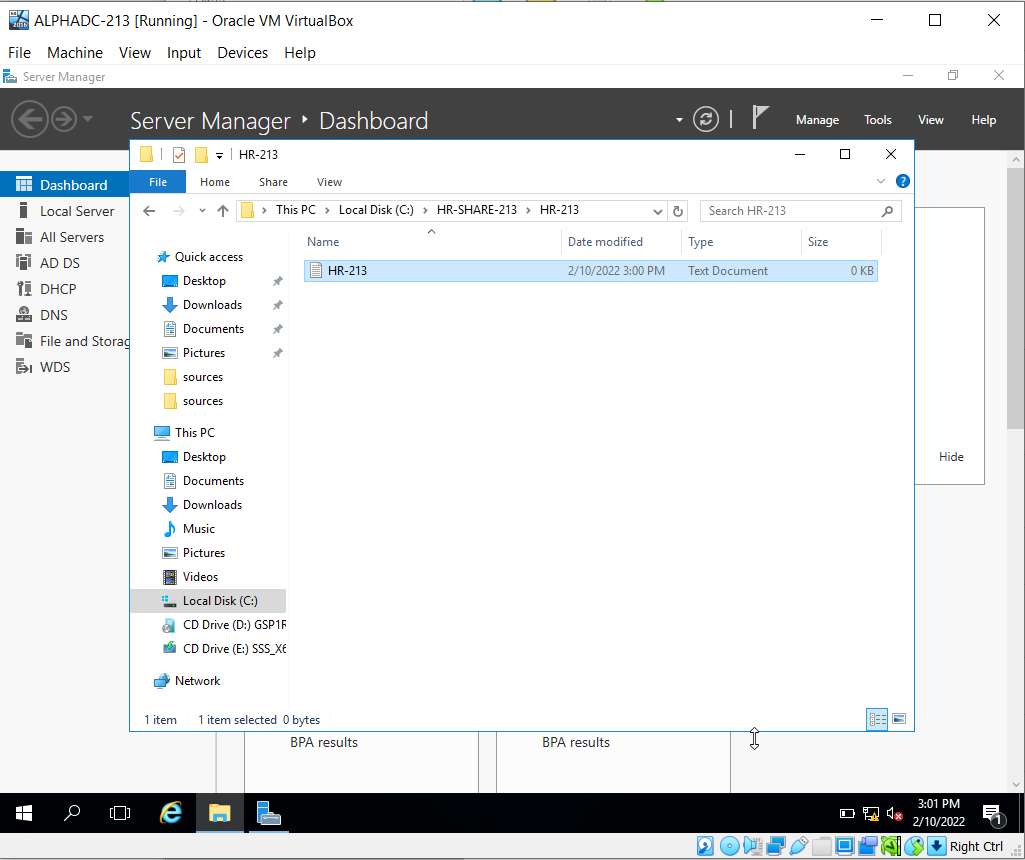 ALPHADC-213 [Running] - Oracle VM VirtualBox
File Machine View Input Devices Help
Server Manager
Server Manager ‣ Dashboard
Manage Tools View Help
HR-213
File Home Share View
This PC > Local Disk (C:) > HR-SHARE-213 > HR-213
Search HR-213
Dashboard
Local Server
All Servers
AD DS
DHCP
DNS
File and Storag
WDS
Quick access
Desktop
Downloads
Documents
Pictures
sources
sources
This PC
Desktop
Documents
Downloads
Music
Pictures
Videos
Local Disk (C:)
CD Drive (D:) GSP1R
CD Drive (E:) SSS_X6
Network
Name Date modified Type Size
HR-213 2/10/2022 3:00 PM Text Document 0 KB
Hide
1 item 1 item selected 0 bytes
BPA results BPA results
3:01 PM
2/10/2022
1
Right Ctrl